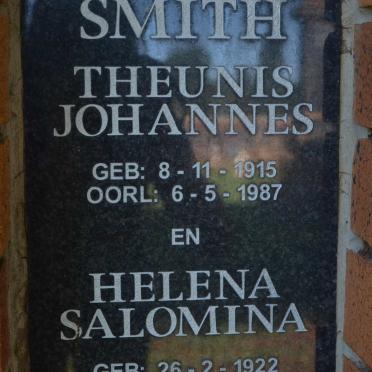 SMITH
THEUNIS
JOHANNES
GEB: 8 - 11 - 1915
OORL: 6 - 5 - 1987
EN
HELENA
SALOMINA
GEB: 26 - 2 - 1922